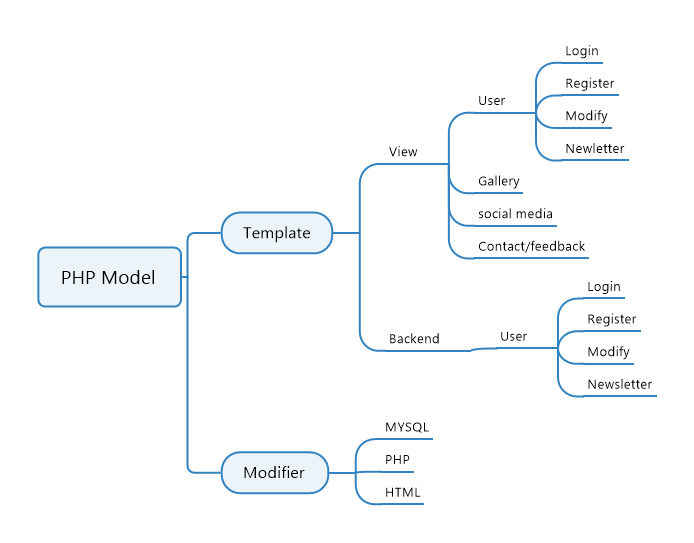 PHP Model
Template
View
User
Login
Register
Modify
Newletter
Gallery
social media
Contact/feedback
Backend
User
Login
Register
Modify
Newsletter
Modifier
MYSQL
PHP
HTML